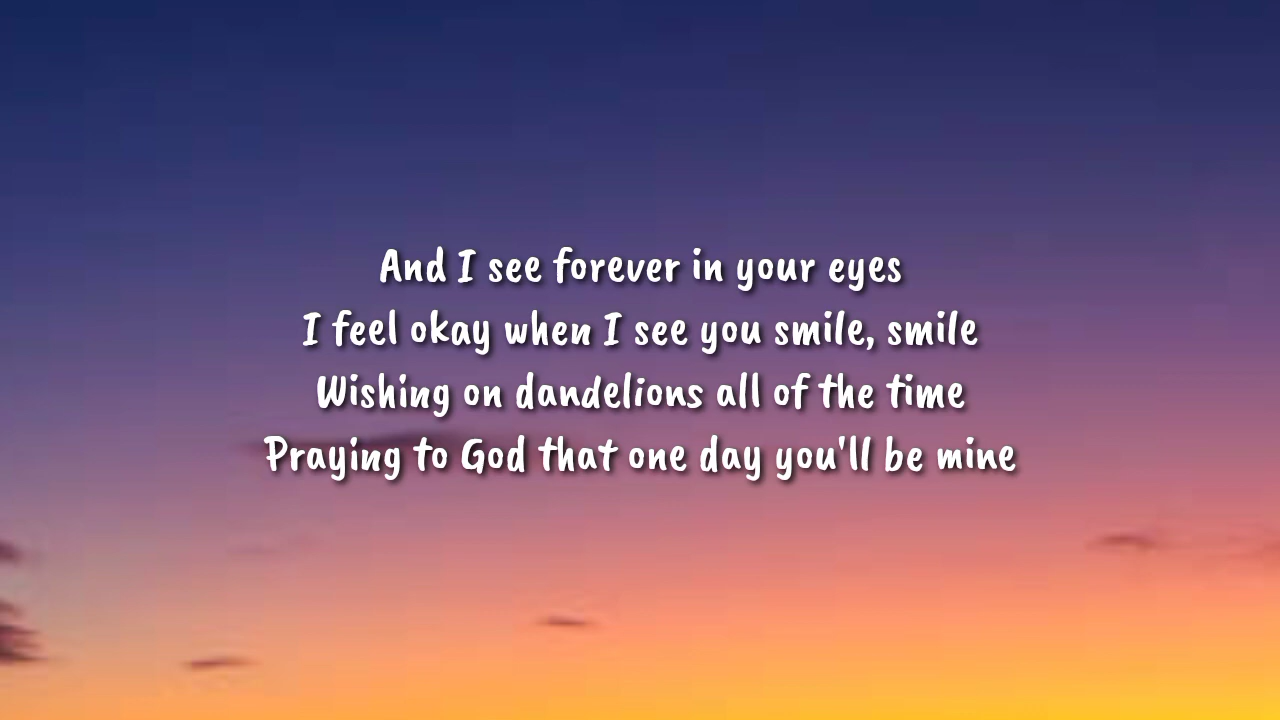 And I see forever in your eyes
I feel okay when I see you smile, smile
Wishing on dandelions all of the time
Praying to God that one day you'll be mine